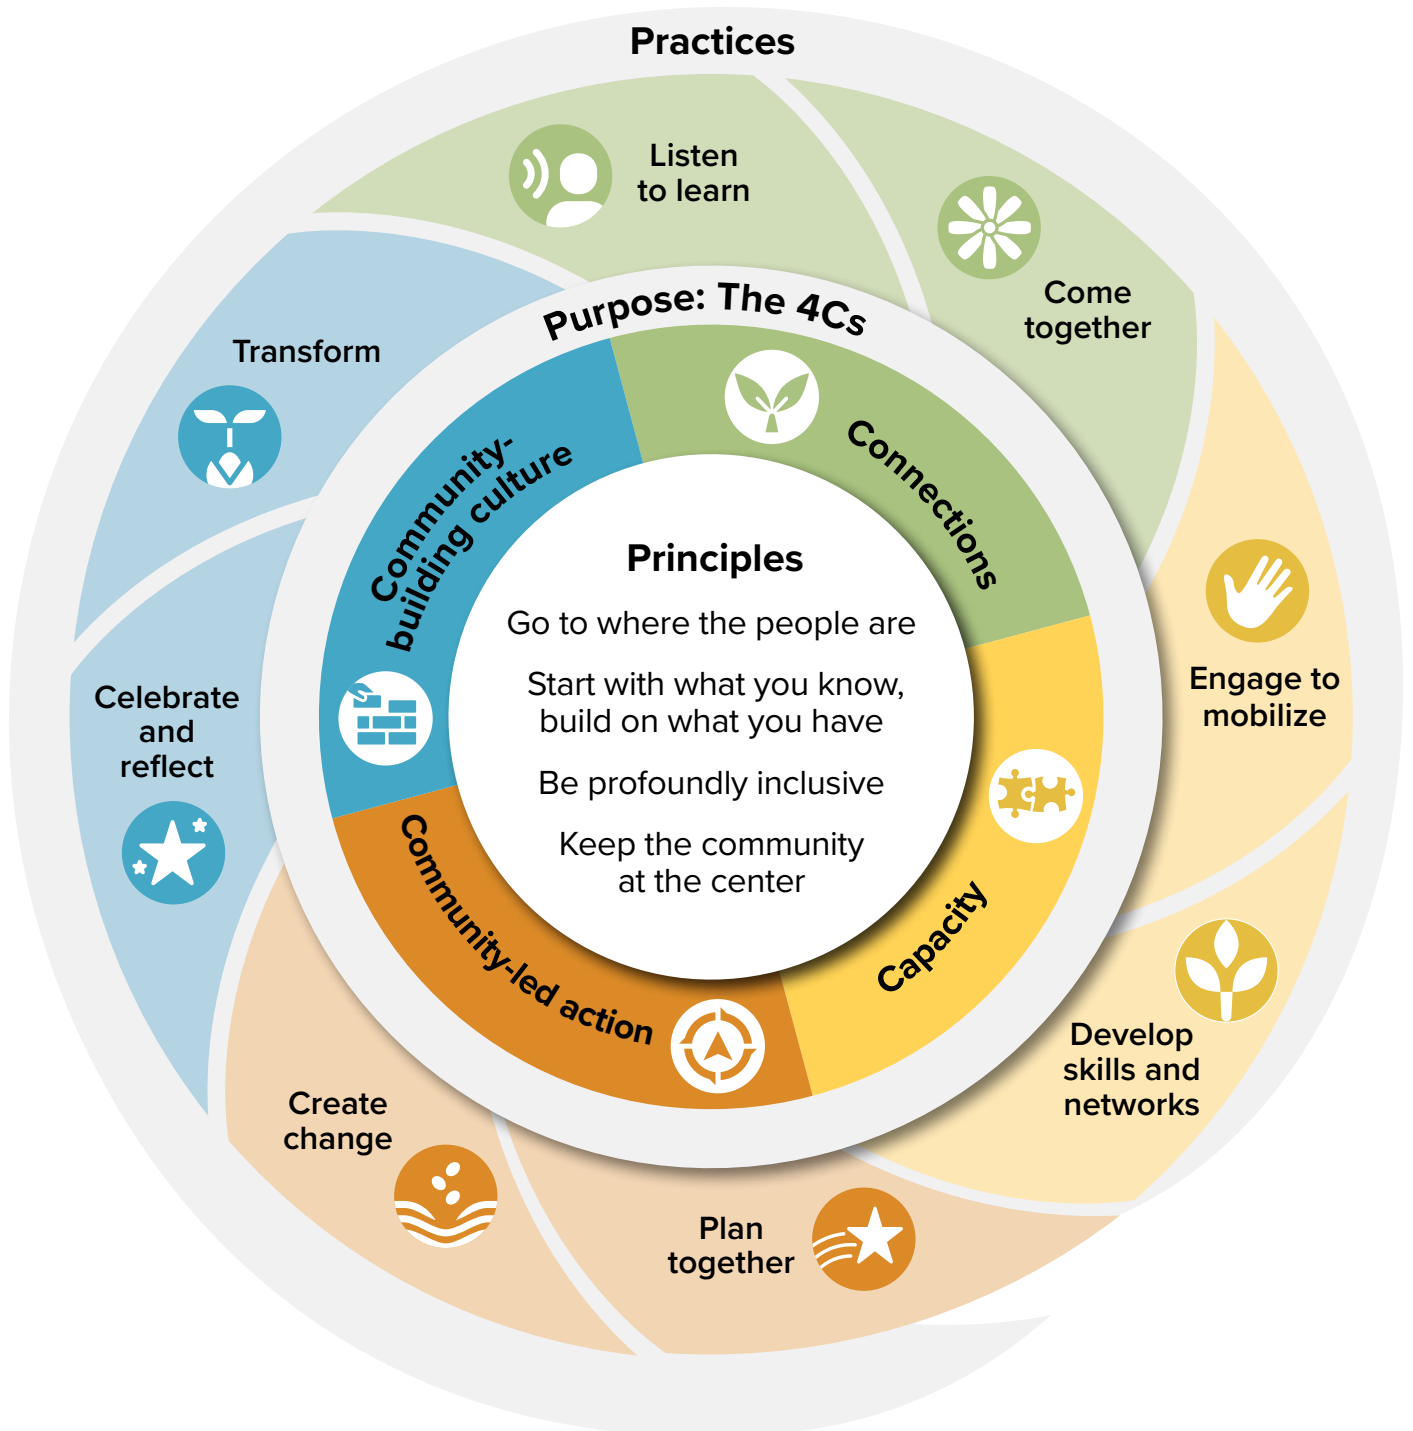 Practices
Listen
to learn
Come
together
Engage to
mobilize
Develop
skills and
networks
Plan
together
Create
change
Celebrate
and
reflect
Transform
Purpose: The 4Cs
Connections
Capacity
Community-led action
Community-
building culture
Principles
Go to where the people are
Start with what you know,
build on what you have
Be profoundly inclusive
Keep the community
at the center